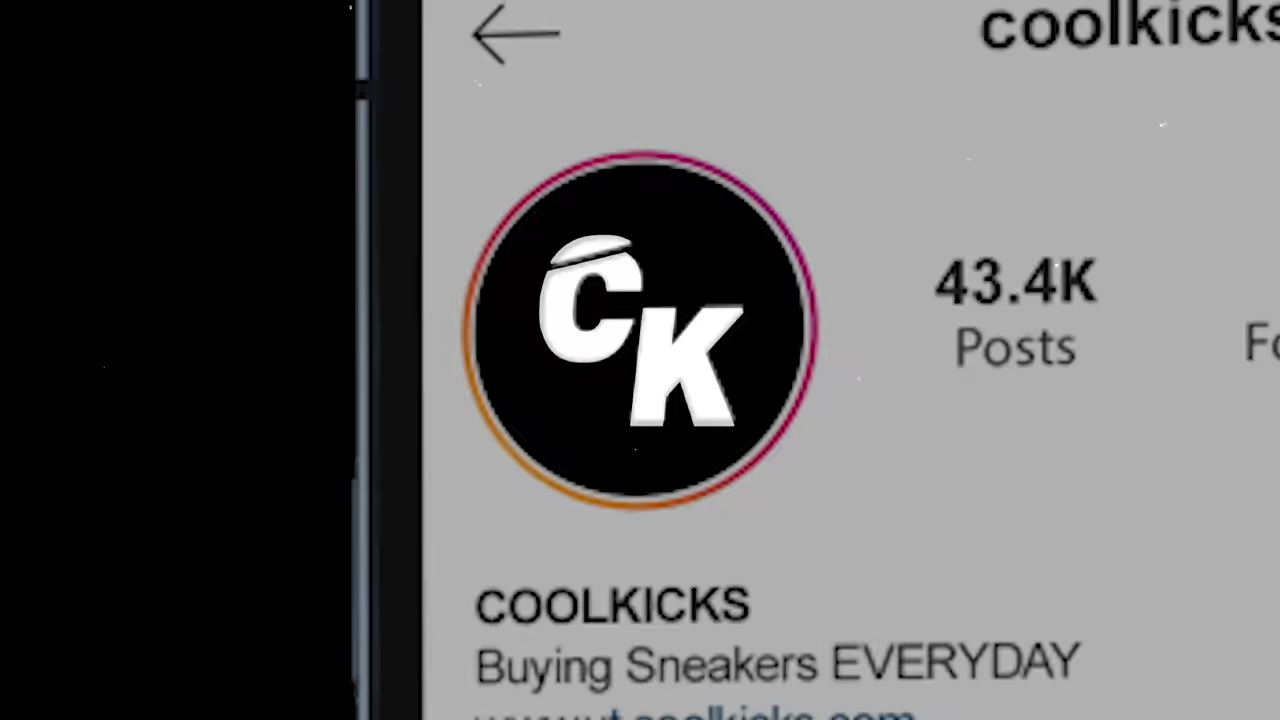 coolkicks
CK
43.4K
Posts
COOLKICKS
Buying Sneakers EVERYDAY